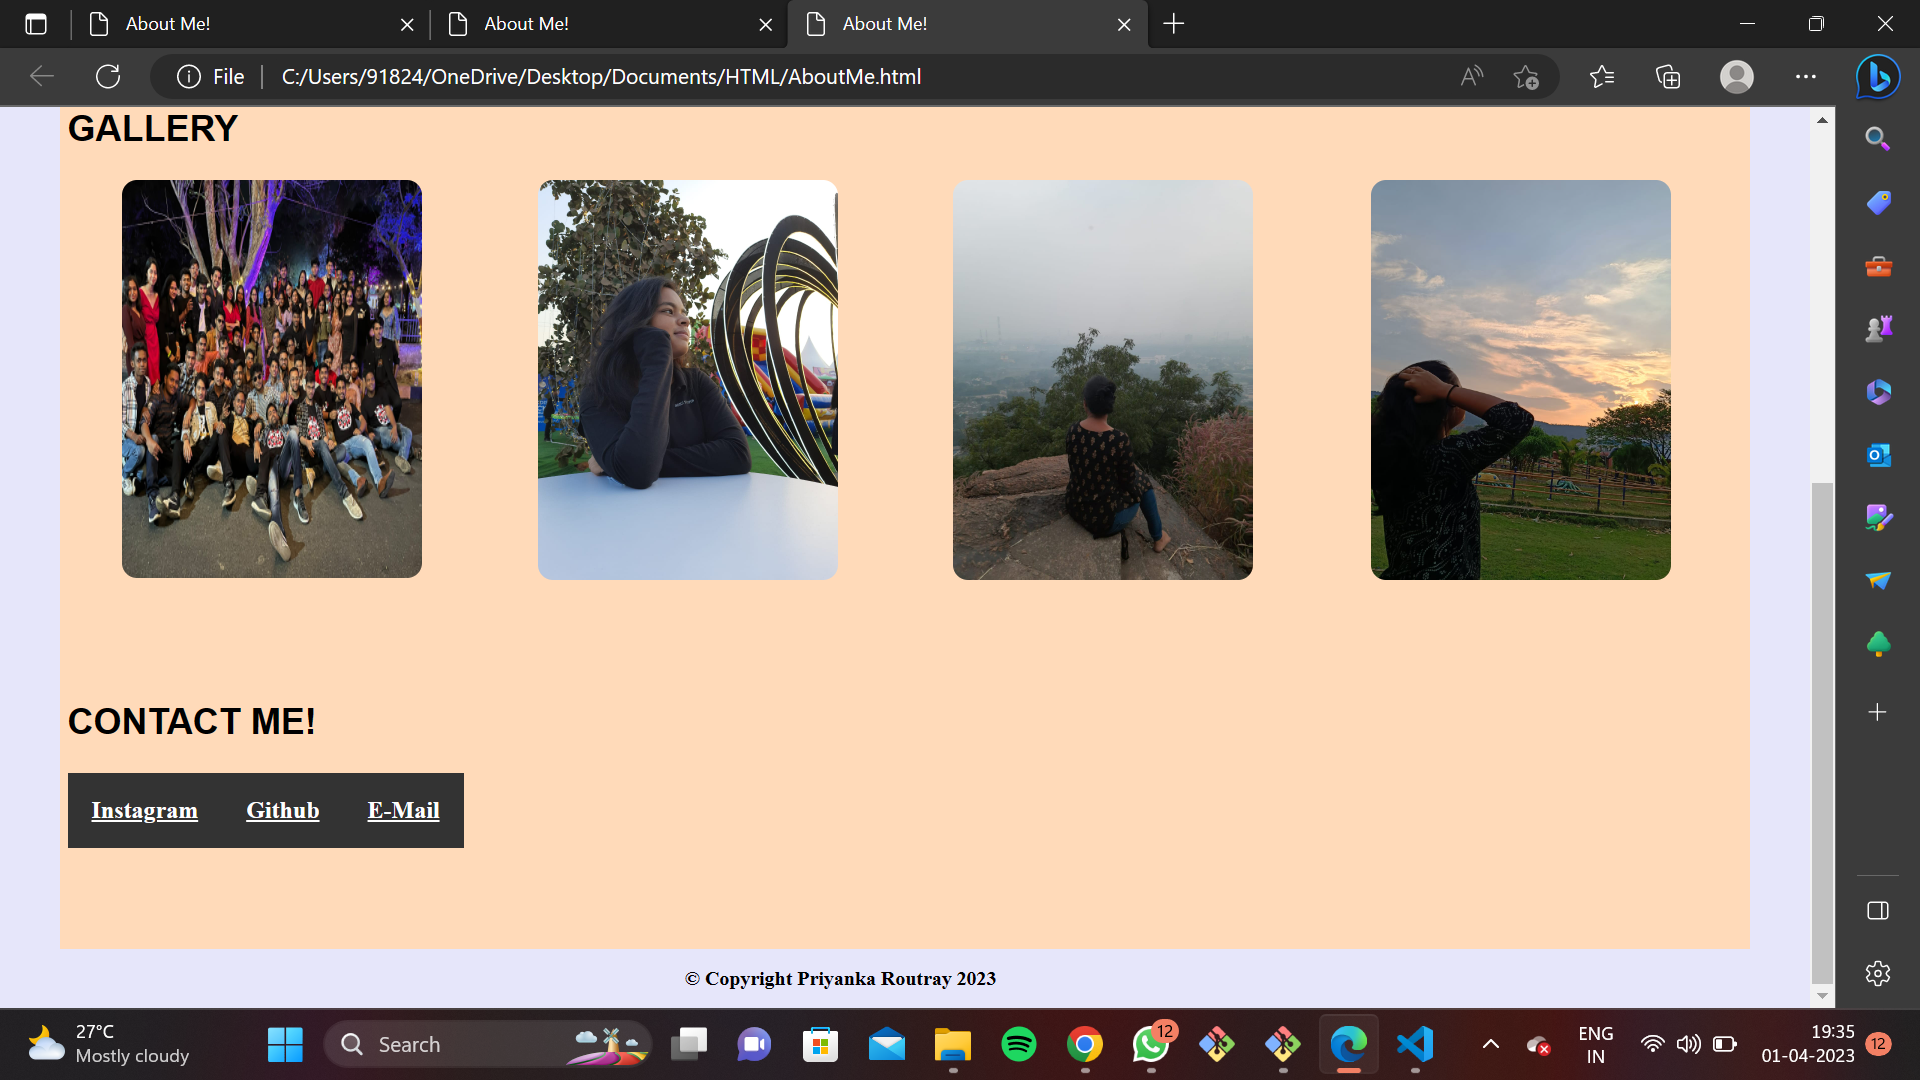 About Me!
About Me!
About Me!
File
C:/Users/91824/OneDrive/Desktop/Documents/HTML/AboutMe.html
GALLERY
CONTACT ME!
Instagram Github E-Mail
© Copyright Priyanka Routray 2023
27°C
Mostly cloudy
Search
12
ENG
IN
19:35
01-04-2023
12